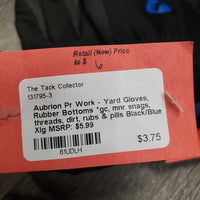 Retail (New) Price
is $ 6
The Tack Collector
131795-3
Aubrion Pr Work - Yard Gloves,
Rubber Bottoms *gc, mnr snags,
threads, dirt, rubs & pills Black/Blue
Xlg MSRP: $5.99
$3.75
61UDLH